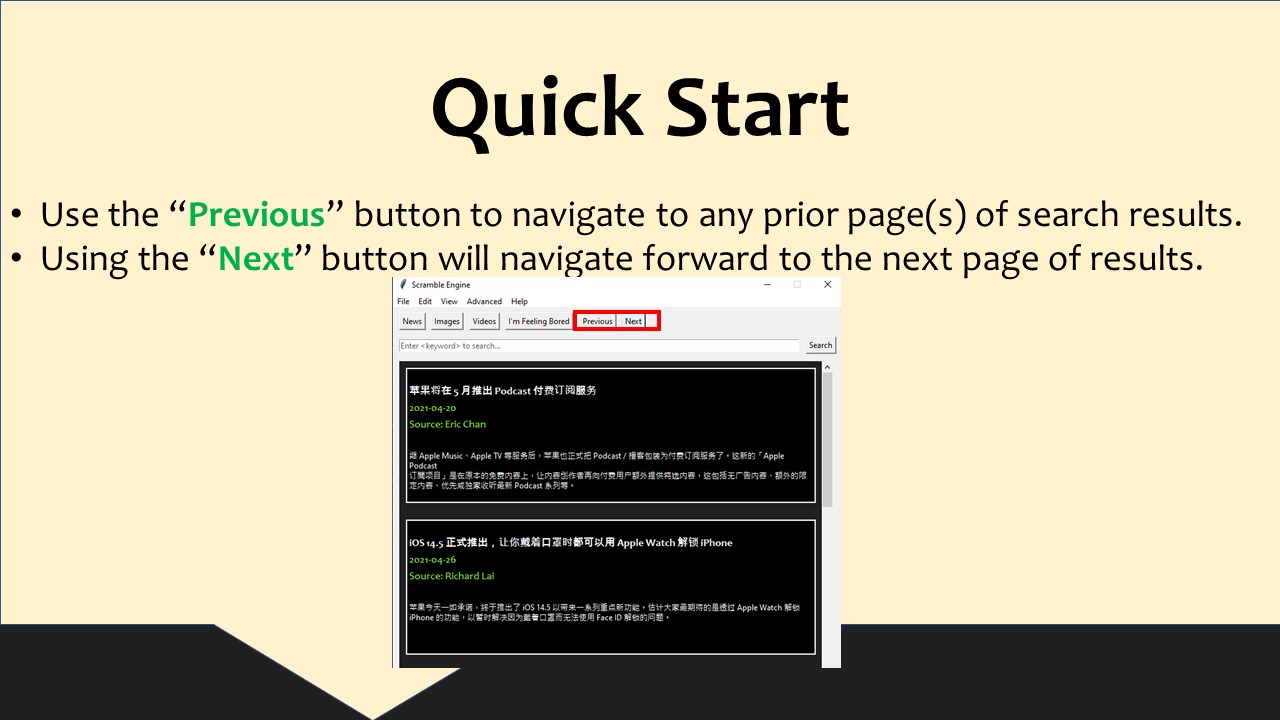 Quick Start
• Use the “Previous” button to navigate to any prior page(s) of search results.
• Using the “Next” button will navigate forward to the next page of results.
Scramble Engine
File Edit View Advanced Help
News Images Videos I'm Feeling Bored Previous Next
Enter <keyword> to search... Search
苹果将在 5 月推出 Podcast 付费订阅服务
2021-04-20
Source: Eric Chan
继 Apple Music、Apple TV 等服务后，苹果也正式把 Podcast / 播客包装为付费订阅服务了。这新的「Apple
Podcast
订閱项目」是在原本的免费内容上，让内容创作者再向付费用户额外提供特选内容，这包括无广告内容、额外的限
定内容、优先或独家收听最新 Podcast 系列等。
iOS 14.5 正式推出，让你戴着口罩时都可以用 Apple Watch 解锁 iPhone
2021-04-26
Source: Richard Lai
苹果今天一如承诺，终于推出了 iOS 14.5 以带来一系列重点新功能，估计大家最期待的是透过 Apple Watch 解锁
iPhone 的功能，以暂时解决因为戴着口罩而无法使用 Face ID 解锁的问题。